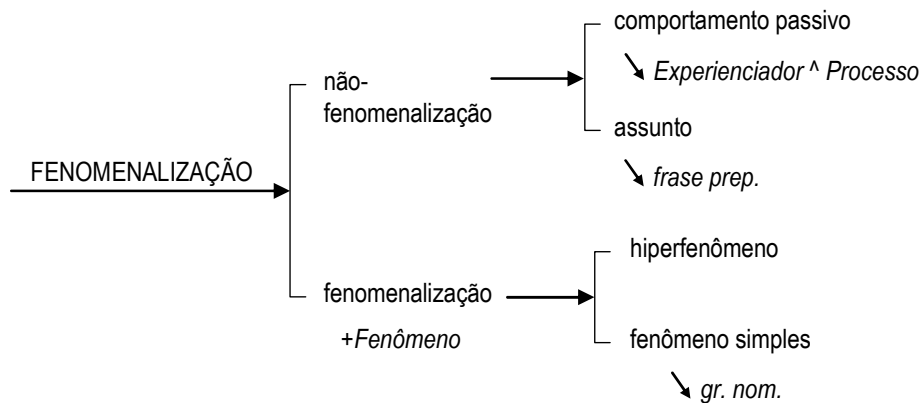 FENOMENALIZAÇÃO
não-
fenomenalização
comportamento passivo
Experienciador ^ Processo
assunto
frase prep.
fenomenalização
+Fenômeno
hiperfenômeno
fenômeno simples
gr. nom.